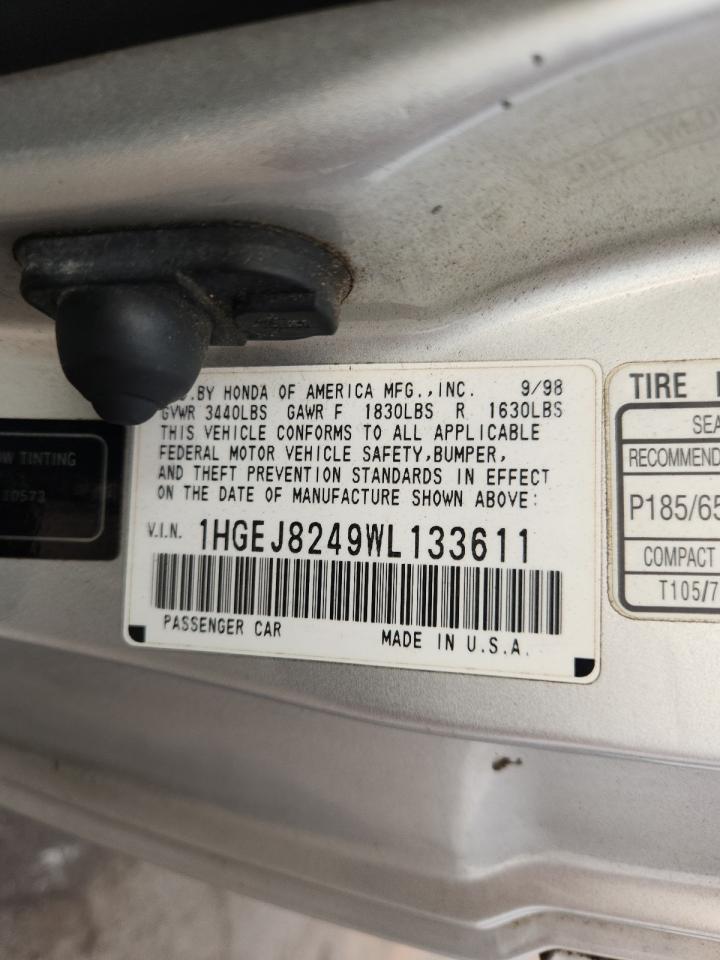 BY HONDA OF AMERICA MFG.,INC. 9/98
GVWR 3440LBS GAWR F 1830LBS R 1630LBS
THIS VEHICLE CONFORMS TO ALL APPLICABLE
FEDERAL MOTOR VEHICLE SAFETY,BUMPER,
AND THEFT PREVENTION STANDARDS IN EFFECT
ON THE DATE OF MANUFACTURE SHOWN ABOVE:
V.I.N. 1HGEJ8249WL133611
PASSENGER CAR MADE IN U.S.A.
TINTING
TIRE
SEA
RECOMMEND
P185/65
COMPACT
T105/7